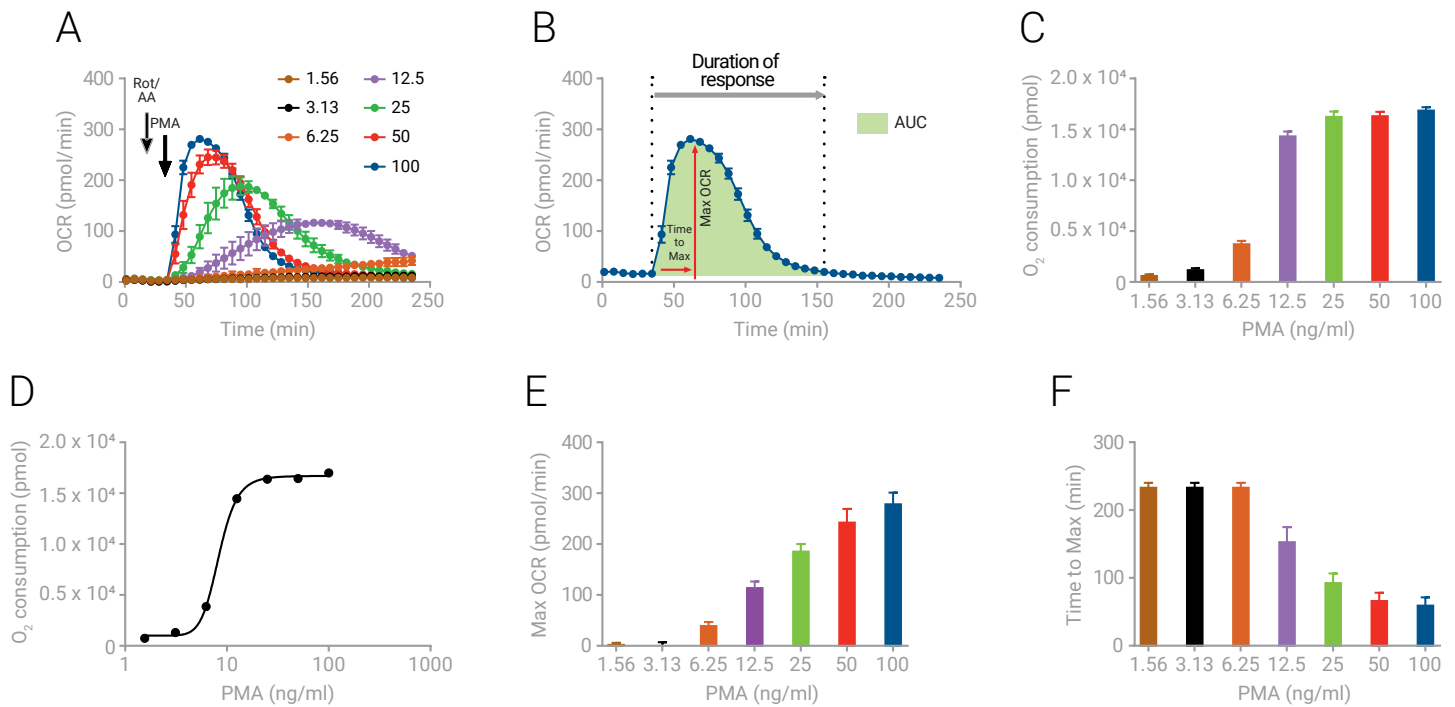 A
OCR (pmol/min)
400
300
200
100
0
Rot/
AA
PMA
1.56
3.13
6.25
12.5
25
50
100
0
50
100
150
200
250
Time (min)
B
Duration of
response
OCR (pmol/min)
400
300
200
100
0
AUC
Max OCR
Time
to
Max
0
50
100
150
200
250
Time (min)
C
O₂ consumption (pmol)
2.0 x 10⁴
1.5 x 10⁴
1.0 x 10⁴
0.5 x 10⁴
0
1.56
3.13
6.25
12.5
25
50
100
PMA (ng/ml)
D
O₂ consumption (pmol)
2.0 x 10⁴
1.5 x 10⁴
1.0 x 10⁴
0.5 x 10⁴
0
1
10
100
1000
PMA (ng/ml)
E
Max OCR (pmol/min)
400
300
200
100
0
1.56
3.13
6.25
12.5
25
50
100
PMA (ng/ml)
F
Time to Max (min)
300
200
100
0
1.56
3.13
6.25
12.5
25
50
100
PMA (ng/ml)